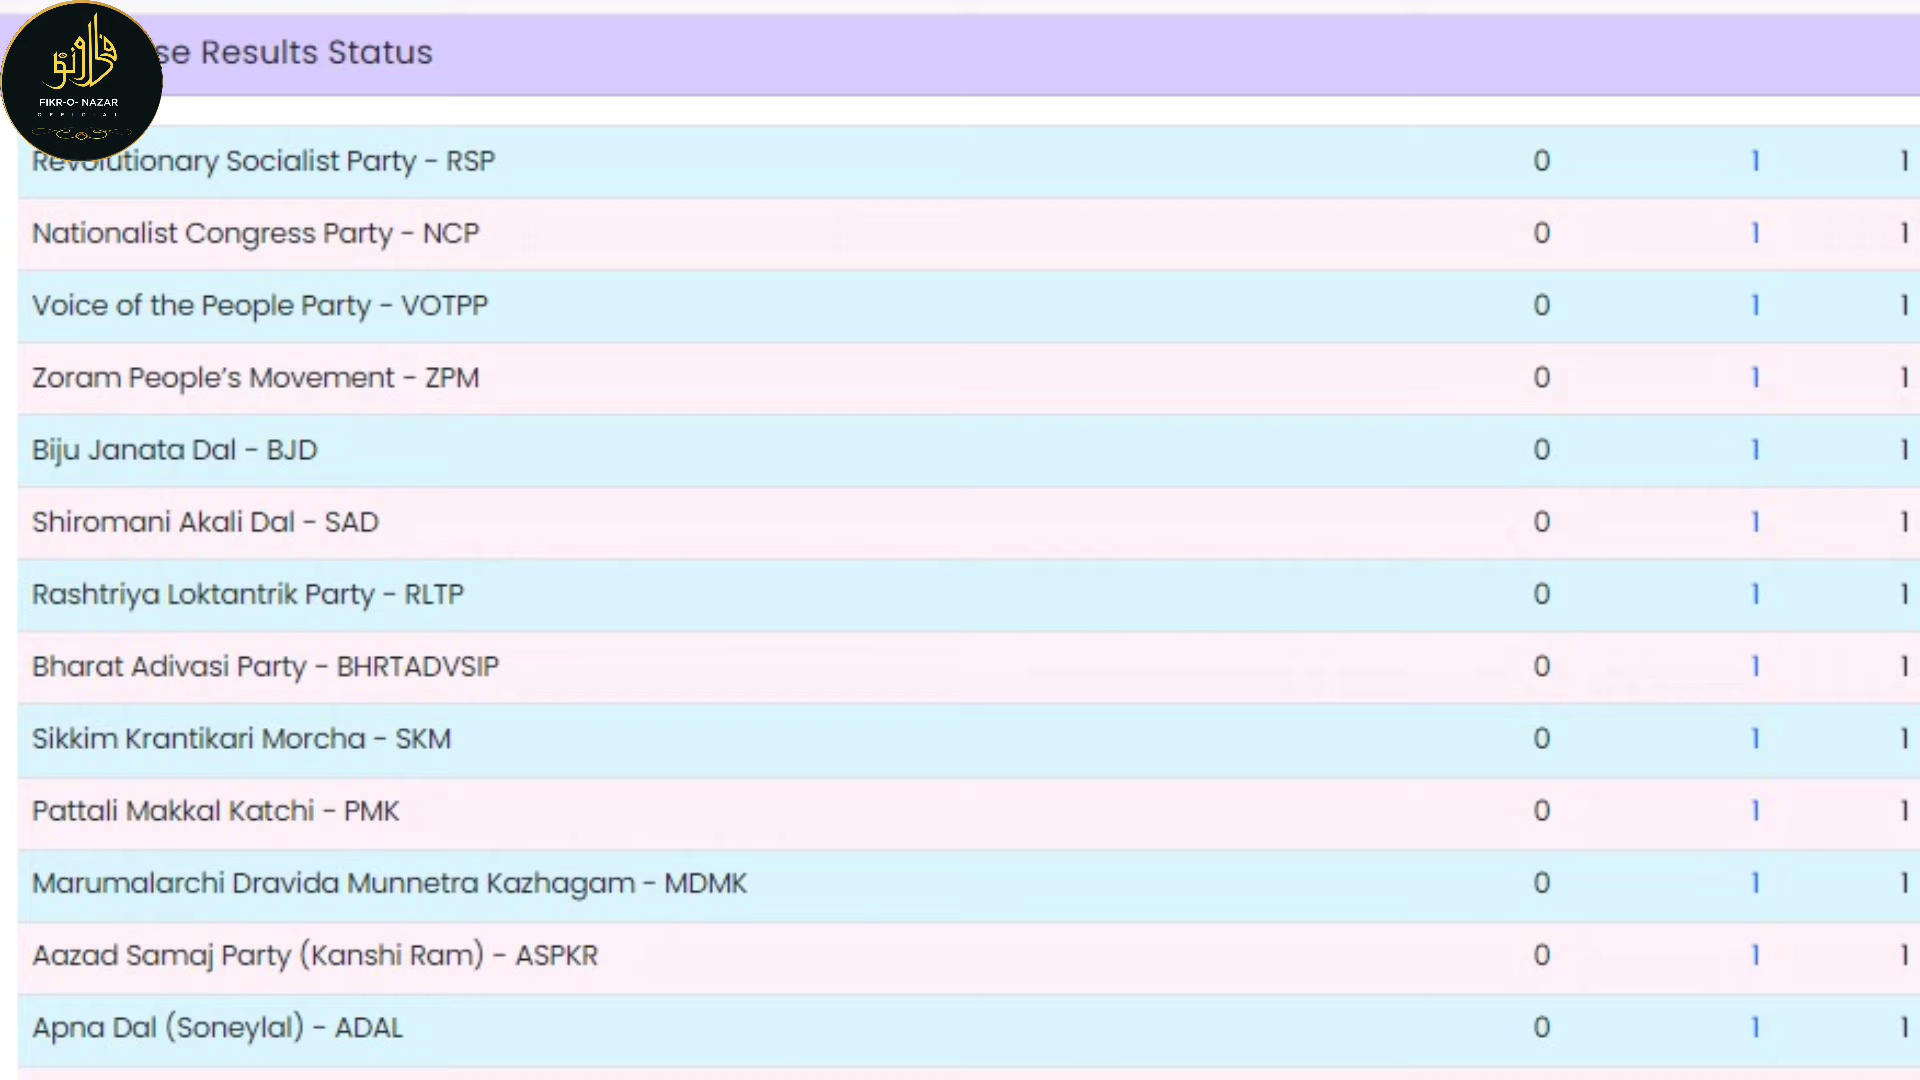 فکرونظر
FIKR-O- NAZAR
OFFICIAL
se Results Status
Revolutionary Socialist Party - RSP 0 1 1
Nationalist Congress Party - NCP 0 1 1
Voice of the People Party - VOTPP 0 1 1
Zoram People’s Movement - ZPM 0 1 1
Biju Janata Dal - BJD 0 1 1
Shiromani Akali Dal - SAD 0 1 1
Rashtriya Loktantrik Party - RLTP 0 1 1
Bharat Adivasi Party - BHRTADVSIP 0 1 1
Sikkim Krantikari Morcha - SKM 0 1 1
Pattali Makkal Katchi - PMK 0 1 1
Marumalarchi Dravida Munnetra Kazhagam - MDMK 0 1 1
Aazad Samaj Party (Kanshi Ram) - ASPKR 0 1 1
Apna Dal (Soneylal) - ADAL 0 1 1